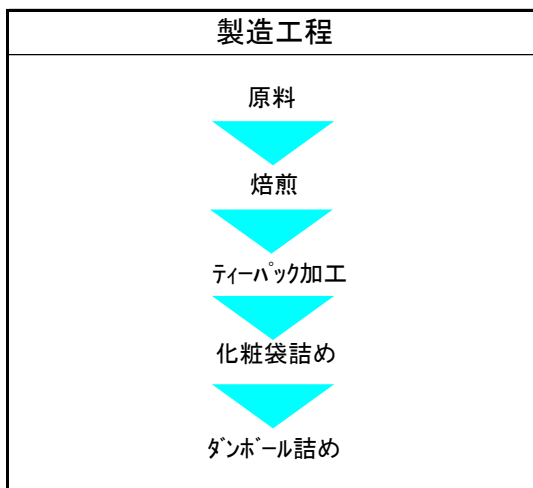 製造工程
原料
焙煎
ﾃｨｰﾊﾟｯｸ加工
化粧袋詰め
ﾀﾞﾝﾎﾞｰﾙ詰め